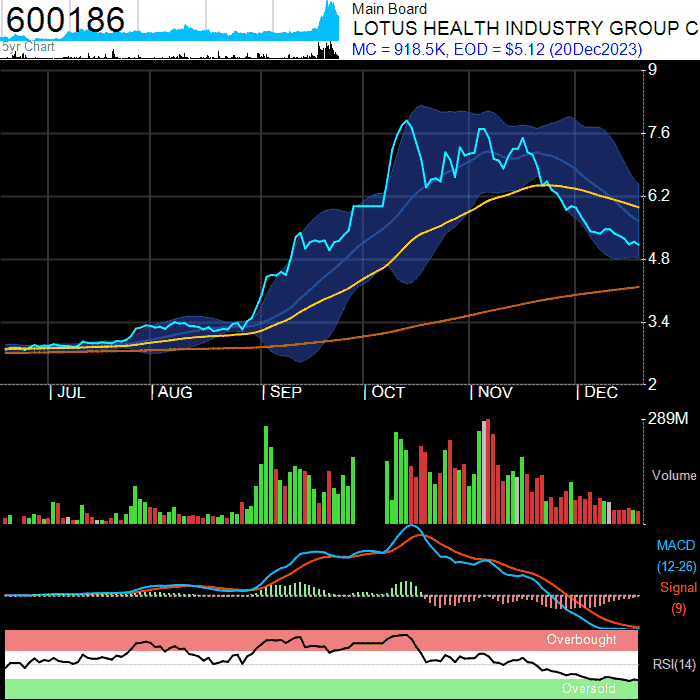 600186
5yr Chart
Main Board
LOTUS HEALTH INDUSTRY GROUP C
MC = 918.5K, EOD = $5.12 (20Dec2023)
9
7.6
6.2
4.8
3.4
2
JUL
AUG
SEP
OCT
NOV
DEC
289M
Volume
MACD
(12-26)
Signal
(9)
Overbought
RSI(14)
Oversold